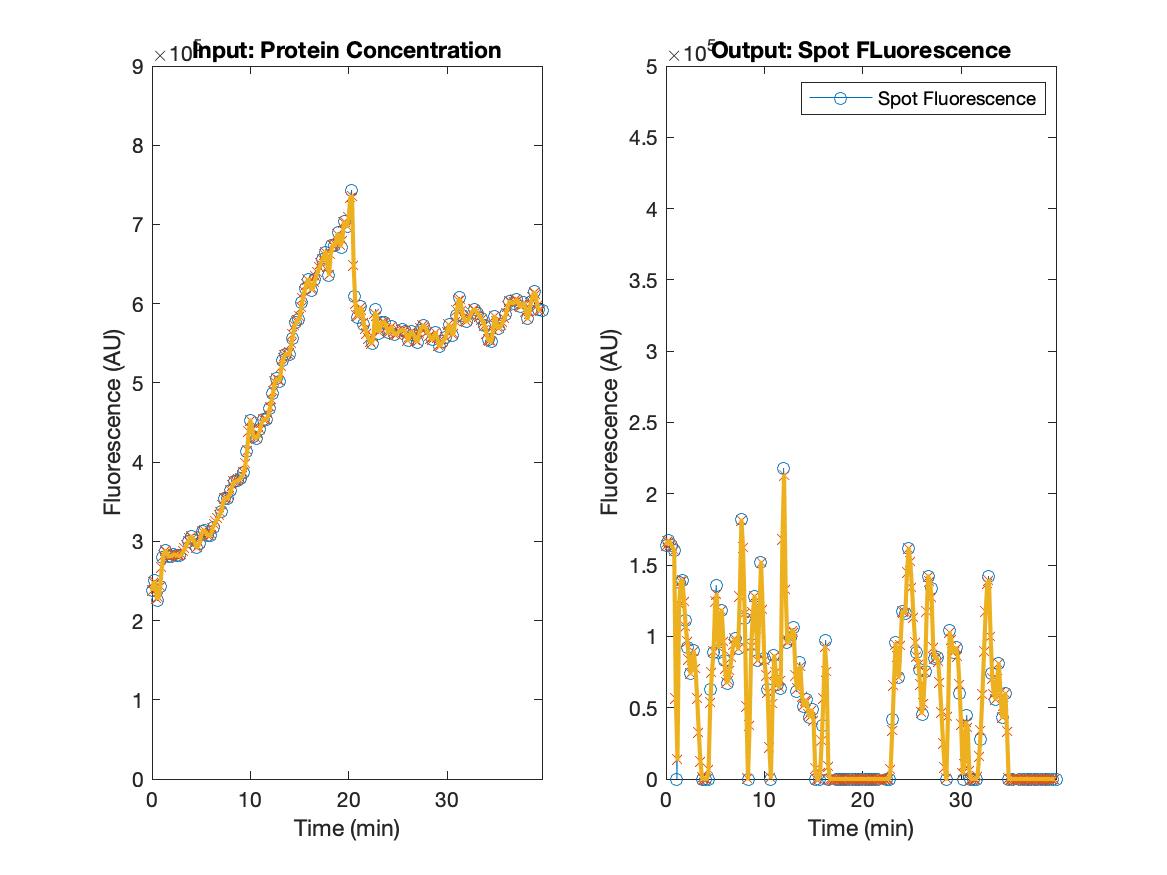 ×10⁵
Input: Protein Concentration
9
8
7
6
5
4
3
2
1
0
Fluorescence (AU)
0 10 20 30
Time (min)
×10⁵
Output: Spot FLuorescence
Spot Fluorescence
5
4.5
4
3.5
3
2.5
2
1.5
1
0.5
0
Fluorescence (AU)
0 10 20 30
Time (min)